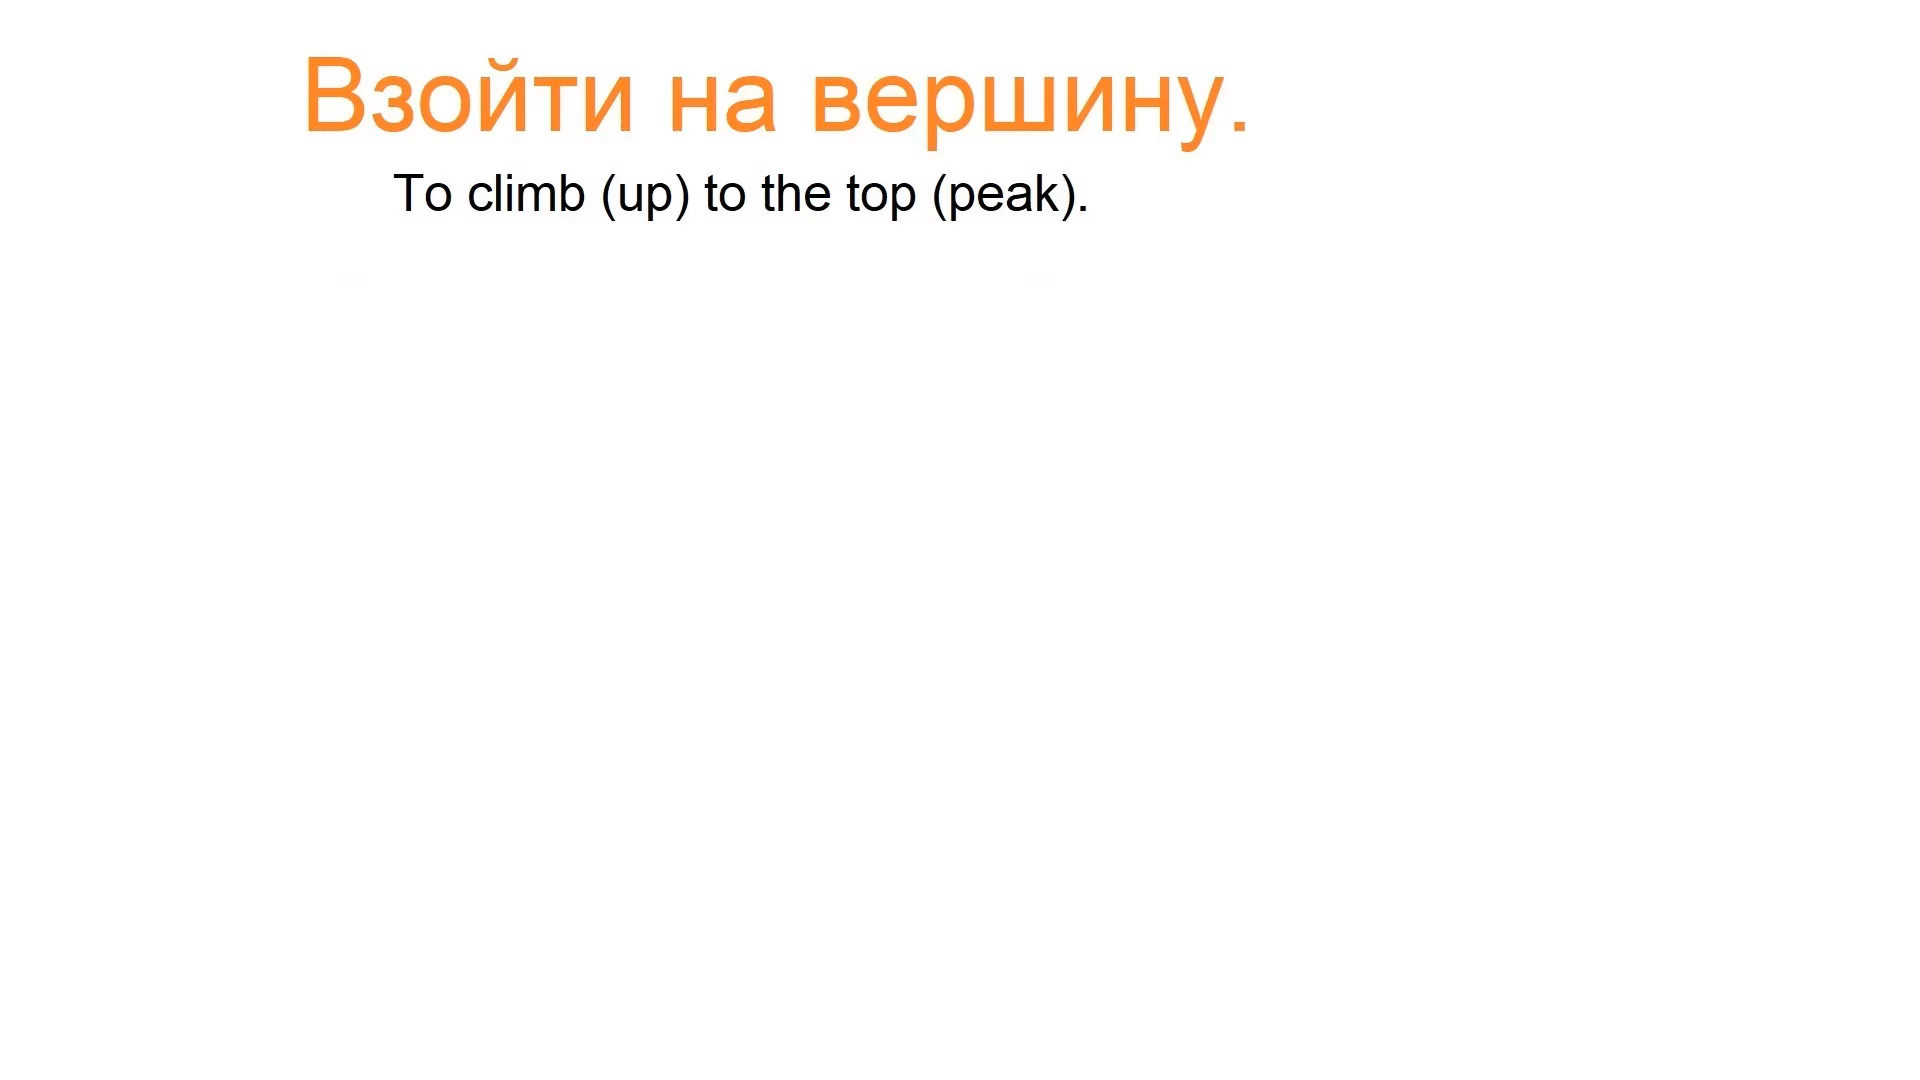 Взойти на вершину.
To climb (up) to the top (peak).